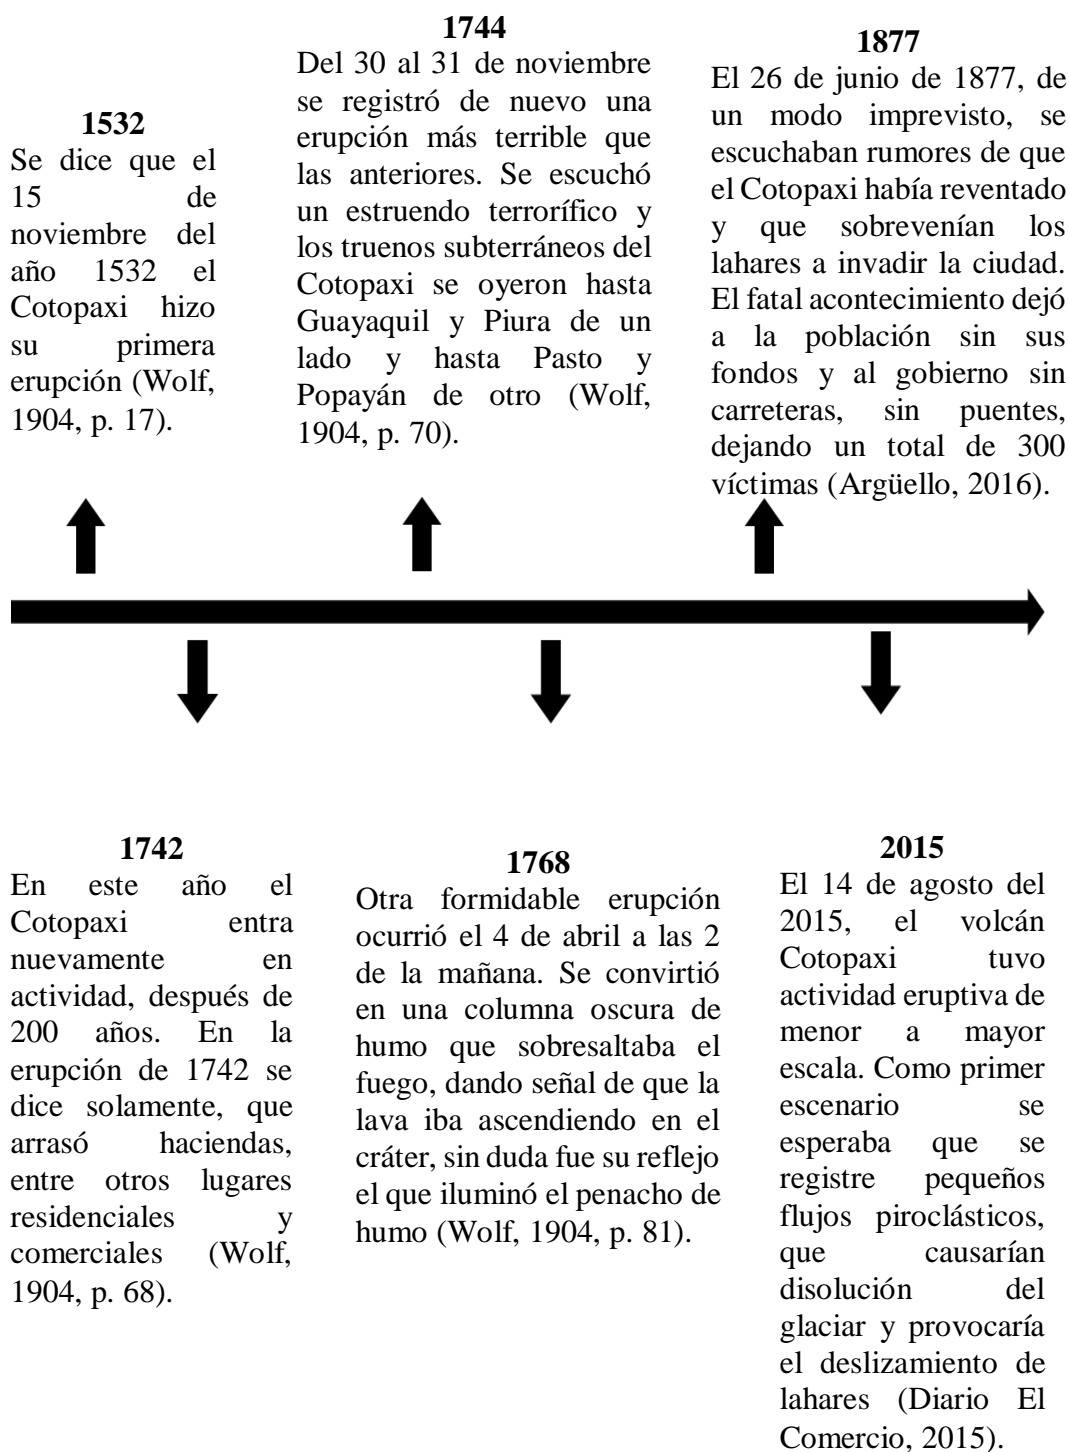 1532
Se dice que el
15 de
noviembre del
año 1532 el
Cotopaxi hizo
su primera
erupción (Wolf,
1904, p. 17).
1744
Del 30 al 31 de noviembre
se registró de nuevo una
erupción más terrible que
las anteriores. Se escuchó
un estruendo terrorífico y
los truenos subterráneos del
Cotopaxi se oyeron hasta
Guayaquil y Piura de un
lado y hasta Pasto y
Popayán de otro (Wolf,
1904, p. 70).
1877
El 26 de junio de 1877, de
un modo imprevisto, se
escuchaban rumores de que
el Cotopaxi había reventado
y que sobrevenían los
lahares a invadir la ciudad.
El fatal acontecimiento dejó
a la población sin sus
fondos y al gobierno sin
carreteras, sin puentes,
dejando un total de 300
víctimas (Argüello, 2016).
1742
En este año el
Cotopaxi entra
nuevamente en
actividad, después de
200 años. En la
erupción de 1742 se
dice solamente, que
arrasó haciendas,
entre otros lugares
residenciales y
comerciales (Wolf,
1904, p. 68).
1768
Otra formidable erupción
ocurrió el 4 de abril a las 2
de la mañana. Se convirtió
en una columna oscura de
humo que sobresaltaba el
fuego, dando señal de que la
lava iba ascendiendo en el
cráter, sin duda fue su reflejo
el que iluminó el penacho de
humo (Wolf, 1904, p. 81).
2015
El 14 de agosto del
2015, el volcán
Cotopaxi tuvo
actividad eruptiva de
menor a mayor
escala. Como primer
escenario se
esperaba que se
registre pequeños
flujos piroclásticos,
que causarían
disolución del
glaciar y provocaría
el deslizamiento de
lahares (Diario El
Comercio, 2015).